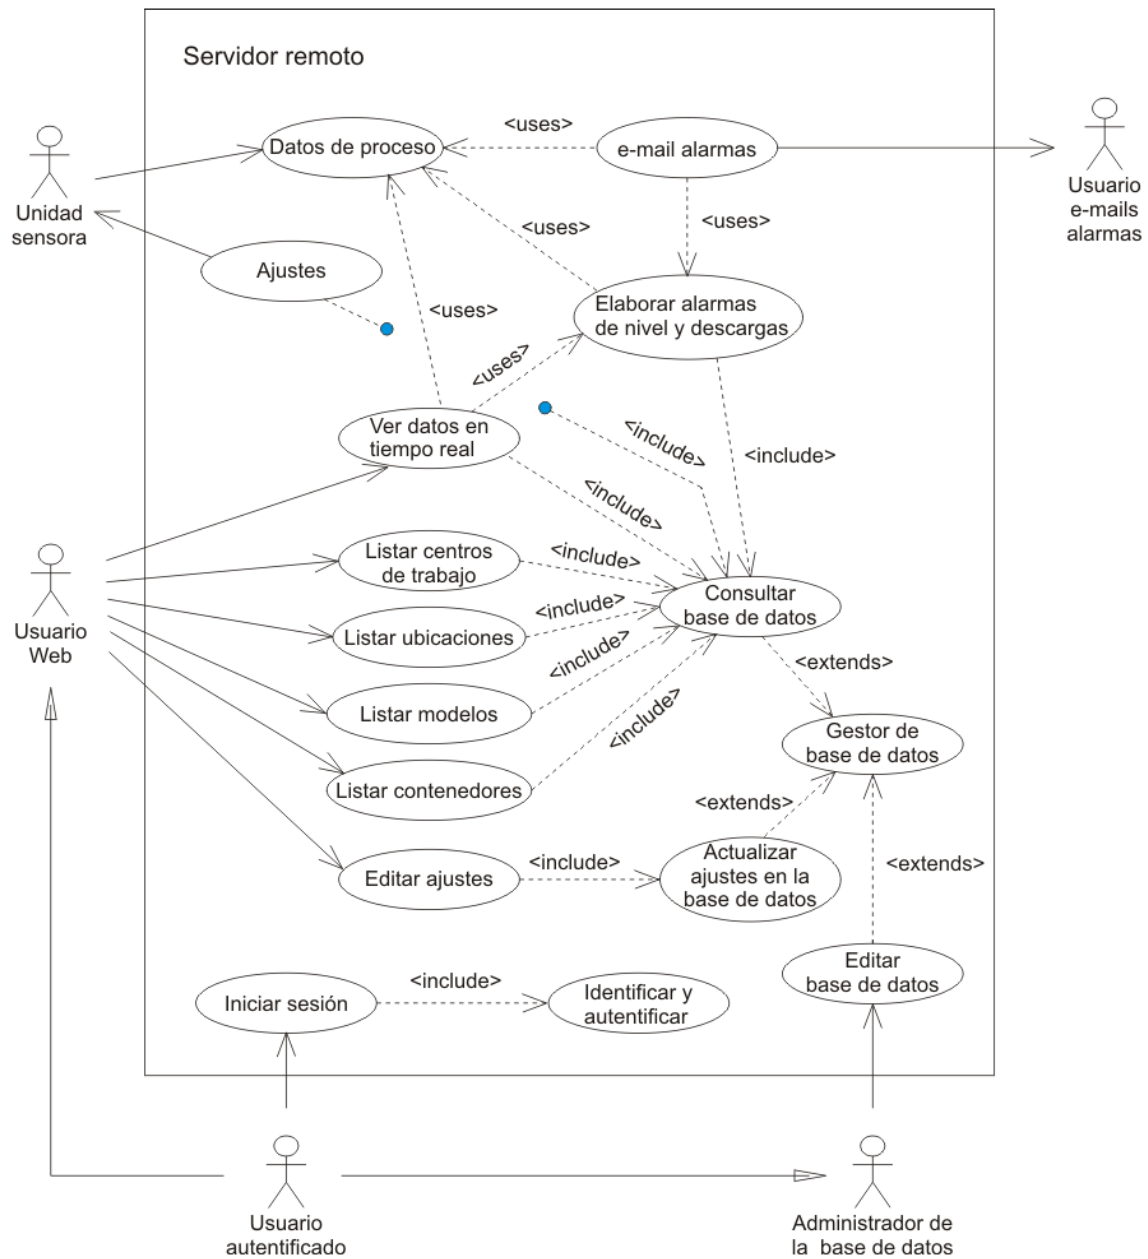 Servidor remoto
Datos de proceso
<uses>
e-mail alarmas
Unidad
sensora
Usuario
e-mails
alarmas
<uses>
<uses>
Ajustes
<uses>
Elaborar alarmas
de nivel y descargas
<uses>
Ver datos en
tiempo real
<include>
<include>
<include>
Listar centros
de trabajo
<include>
Consultar
base de datos
Usuario
Web
Listar ubicaciones
<include>
<include>
<extends>
Listar modelos
<include>
Gestor de
base de datos
Listar contenedores
<extends>
Editar ajustes
<include>
Actualizar
ajustes en la
base de datos
<extends>
Editar
base de datos
Iniciar sesión
<include>
Identificar y
autentificar
Usuario
autentificado
Administrador de
la base de datos